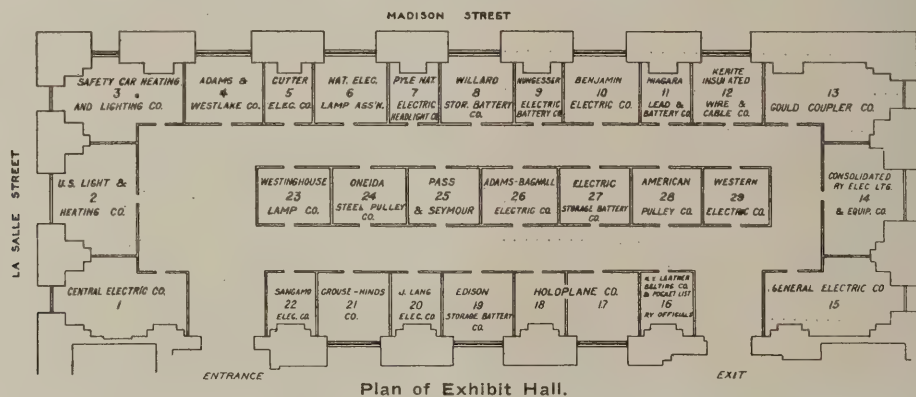 MADISON STREET
LA SALLE STREET
SAFETY CAR HEATING
3
AND LIGHTING CO.
ADAMS &
4
WESTLAKE CO.
CUTTER
5
ELEC. CO.
NAT. ELEC.
6
LAMP ASS'N.
PYLE NAT.
7
ELECTRIC
HEADLIGHT CO.
WILLARD
8
STOR. BATTERY
CO.
NUNGESSER
9
ELECTRIC
BATTERY CO.
BENJAMIN
10
ELECTRIC CO.
NIAGARA
11
LEAD &
BATTERY CO.
KERITE
INSULATED
12
WIRE &
CABLE CO.
13
GOULD COUPLER CO.
U.S. LIGHT &
2
HEATING CO.
WESTINGHOUSE
23
LAMP CO.
ONEIDA
24
STEEL PULLEY
CO.
PASS
25
& SEYMOUR
ADAMS-BAGNALL
26
ELECTRIC CO.
ELECTRIC
27
STORAGE BATTERY
CO.
AMERICAN
28
PULLEY CO.
WESTERN
29
ELECTRIC CO.
CONSOLIDATED
RY ELEC LTG.
14
& EQUIP. CO.
CENTRAL ELECTRIC CO.
1
SANGAMO
22
ELEC. CO.
CROUSE-HINDS
21
CO.
J. LANG
20
ELEC. CO
EDISON
19
STORAGE BATTERY
CO.
HOLOPLANE CO.
18 17
LEATHER
BELTING CO.
& POCKET LIST
16
RY OFFICIALS
GENERAL ELECTRIC CO
15
ENTRANCE
EXIT
Plan of Exhibit Hall.